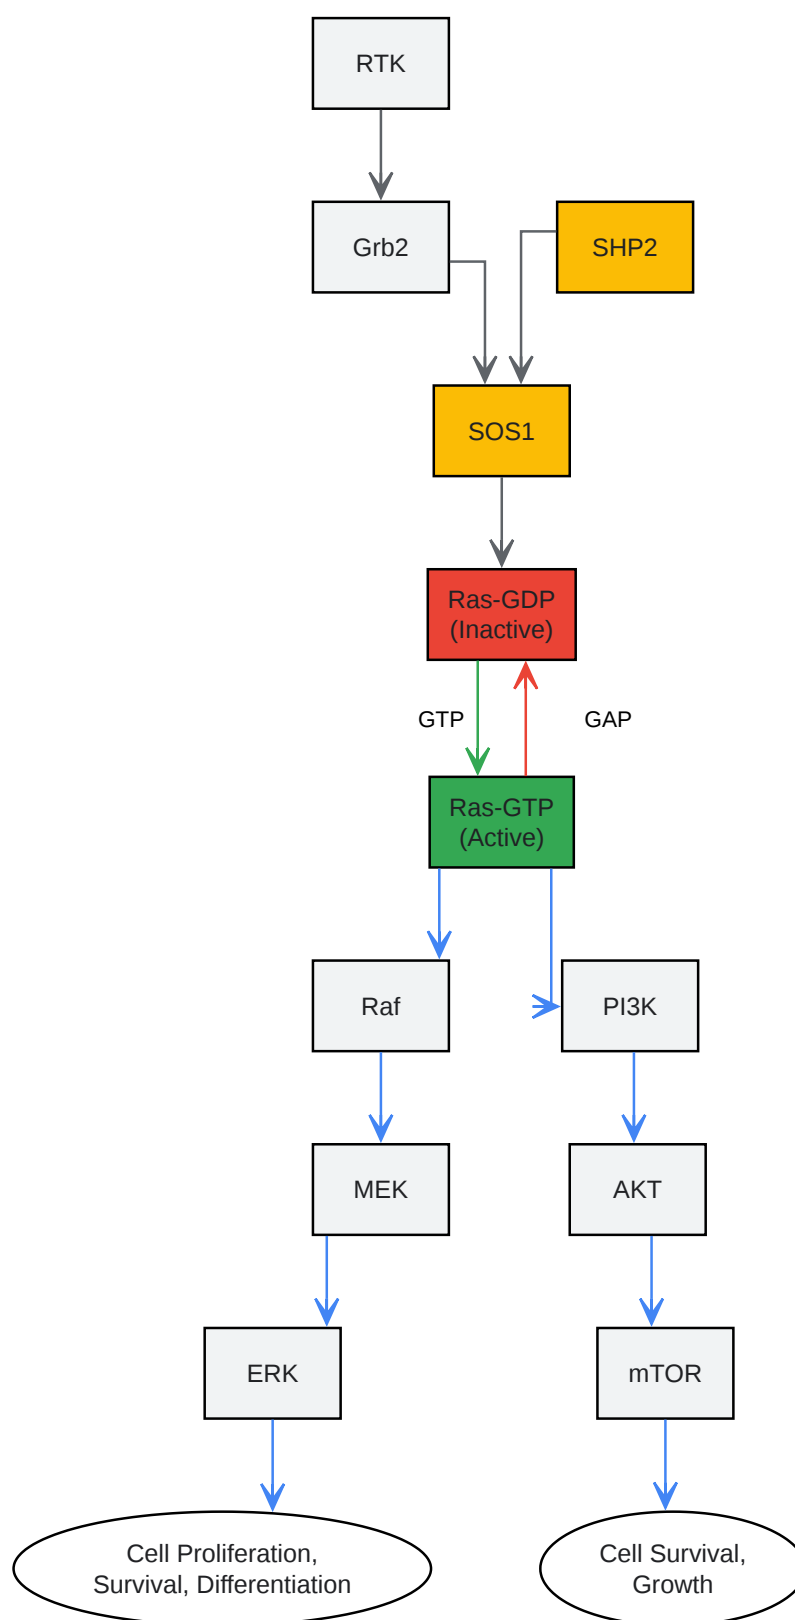 RTK
Grb2
SHP2
SOS1
Ras-GDP
(Inactive)
GTP
GAP
Ras-GTP
(Active)
Raf
PI3K
MEK
AKT
ERK
mTOR
Cell Proliferation,
Survival, Differentiation
Cell Survival,
Growth